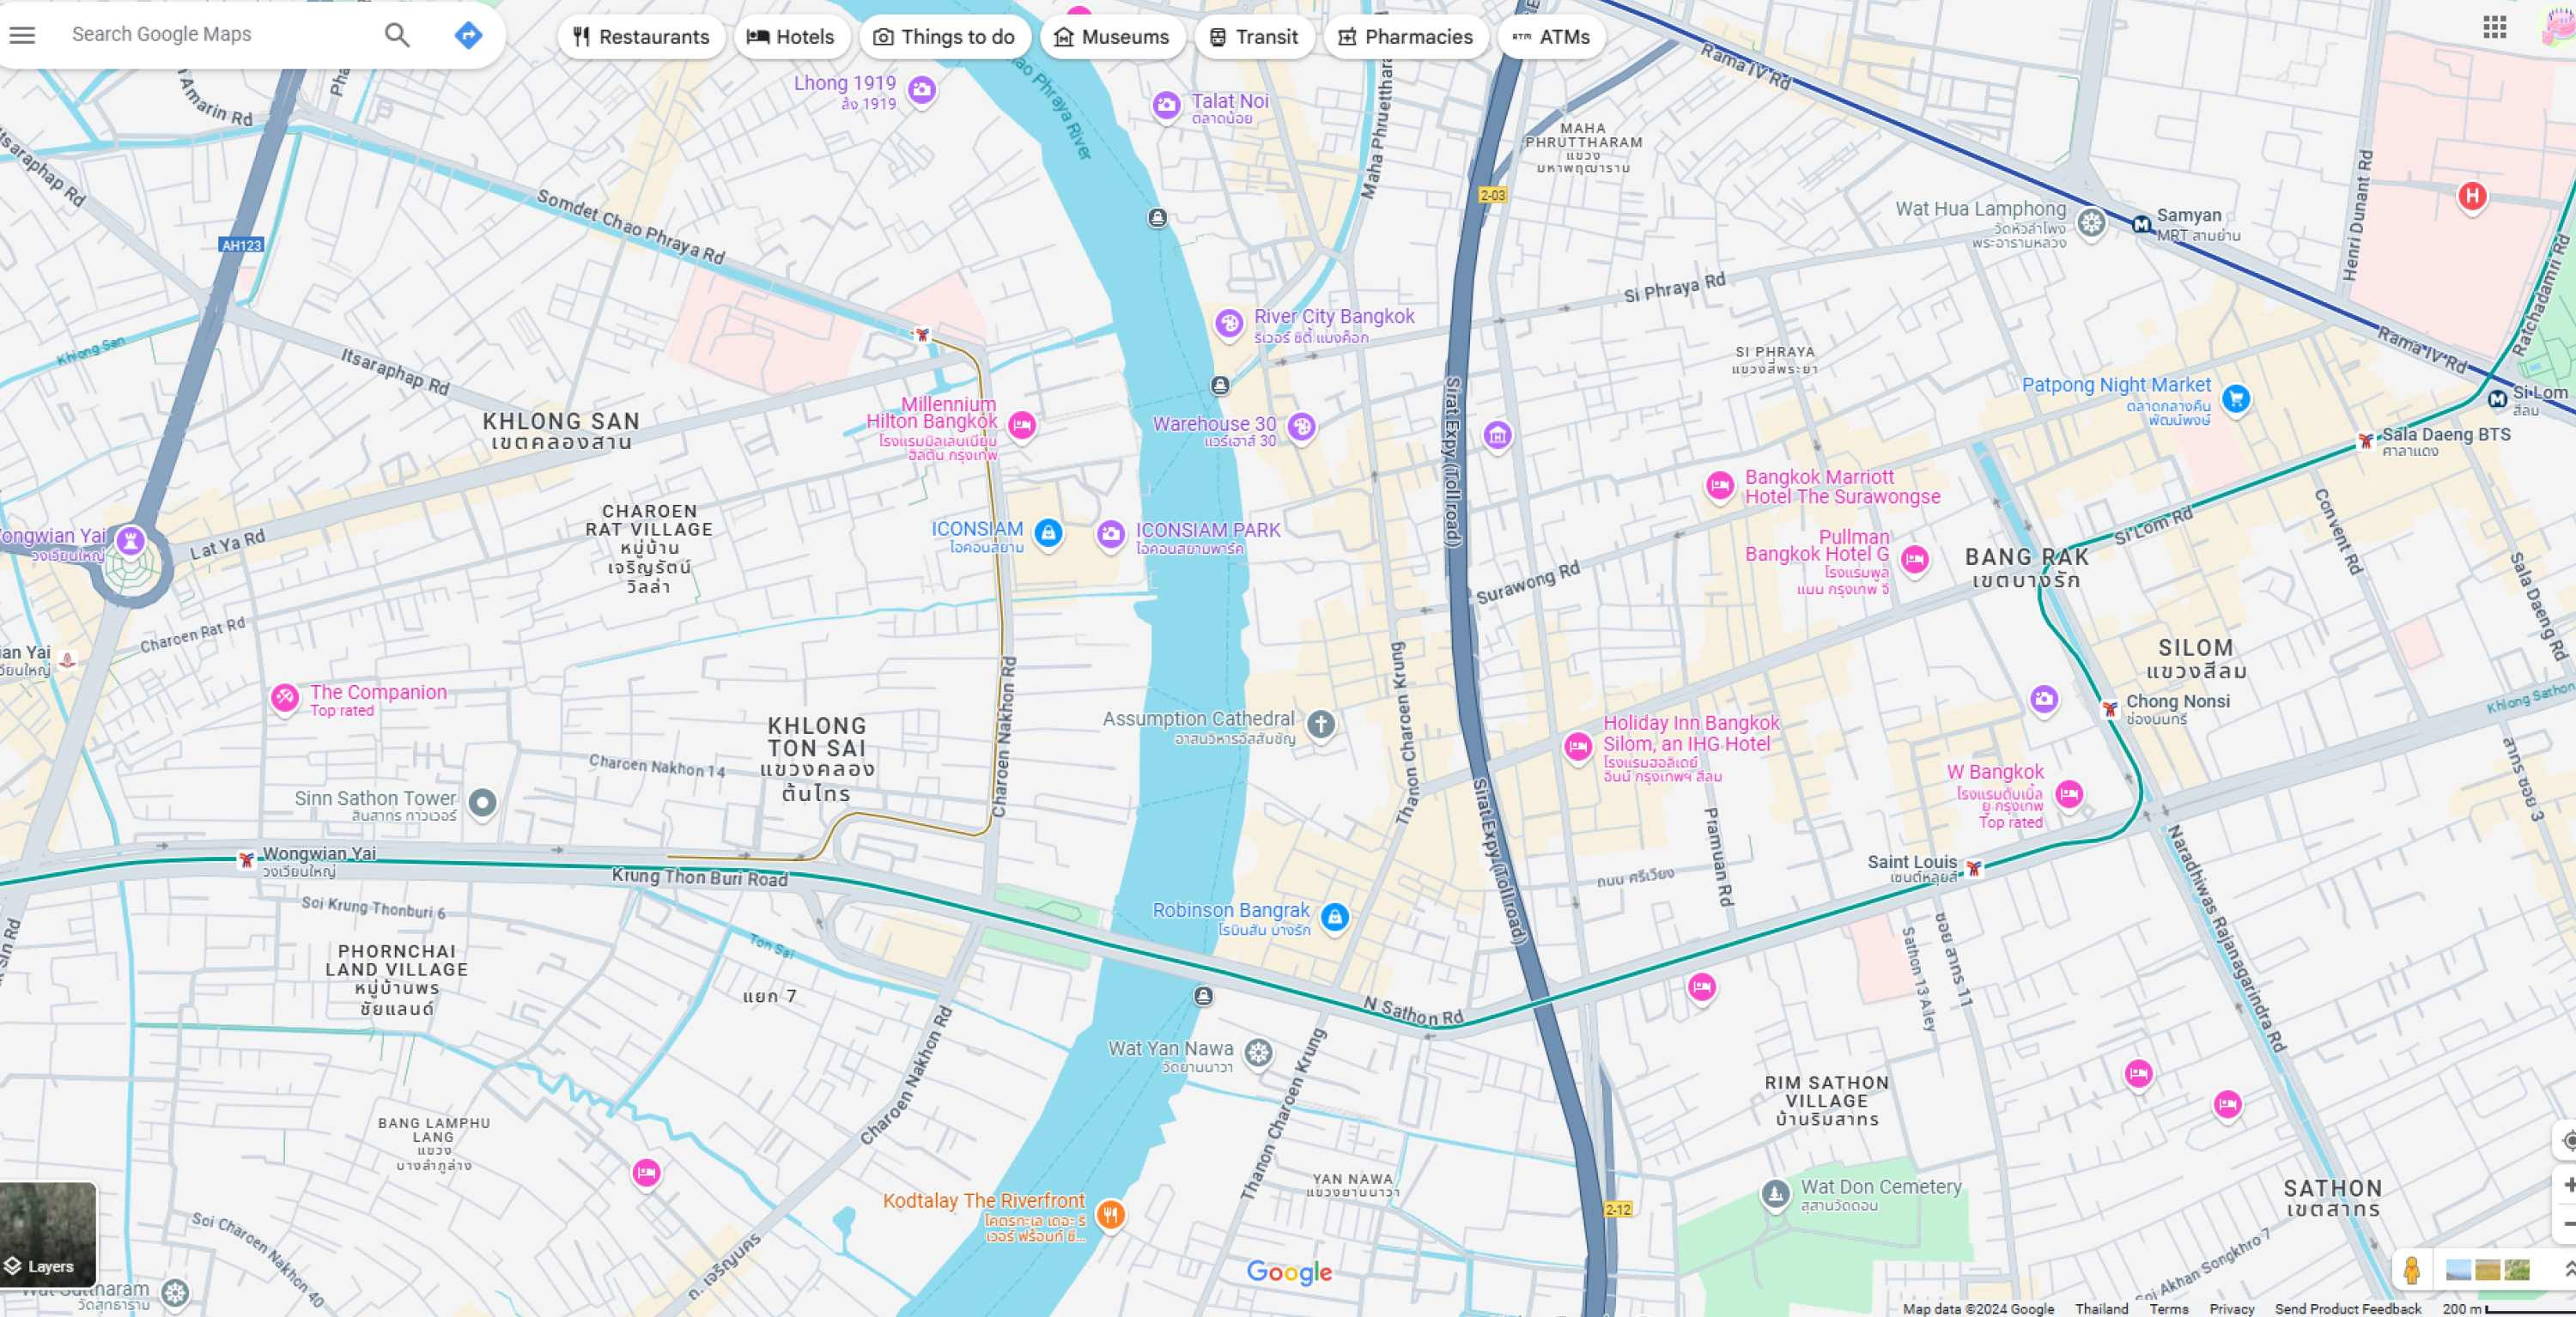 Search Google Maps
Restaurants
Hotels
Things to do
Museums
Transit
Pharmacies
ATMs
Amarin Rd
Itsaraphap Rd
AH123
Somdet Chao Phraya Rd
Lhong 1919
ล้ง 1919
Chao Phraya River
Talat Noi
ตลาดน้อย
Maha Phruettharam
MAHA
PHRUTTHARAM
แขวง
มหาพฤฒาราม
2-03
Rama IV Rd
Wat Hua Lamphong
วัดหัวลำโพง
พระอารามหลวง
Samyan
MRT สามย่าน
Henri Dunant Rd
Ratchadamri Rd
Si Phraya Rd
River City Bangkok
ริเวอร์ ซิตี้ แบงค็อก
Khlong San
Itsaraphap Rd
SI PHRAYA
แขวงสี่พระยา
Rama IV Rd
Patpong Night Market
ตลาดกลางคืน
พัฒน์พงษ์
Si Lom
สีลม
Sala Daeng BTS
ศาลาแดง
KHLONG SAN
เขตคลองสาน
Millennium
Hilton Bangkok
โรงแรมมิลเลนเนียม
ฮิลตัน กรุงเทพ
Warehouse 30
แวร์เฮาส์ 30
Sirat Expy (Toll road)
Bangkok Marriott
Hotel The Surawongse
Convent Rd
CHAROEN
RAT VILLAGE
หมู่บ้าน
เจริญรัตน์
วิลล่า
ICONSIAM
ไอคอนสยาม
ICONSIAM PARK
ไอคอนสยามพาร์ค
Pullman
Bangkok Hotel G
โรงแรมพูล
แมน กรุงเทพ จี
BANG RAK
เขตบางรัก
Si Lom Rd
Wongwian Yai
วงเวียนใหญ่
Lat Ya Rd
Surawong Rd
Sala Daeng Rd
Charoen Rat Rd
ian Yai
SILOM
แขวงสีลม
The Companion
Top rated
Charoen Nakhon Rd
Thanon Charoen Krung
Chong Nonsi
ช่องนนทรี
Khlong Sathon
KHLONG
TON SAI
แขวงคลอง
ต้นไทร
Assumption Cathedral
อาสนวิหารอัสสัมชัญ
Holiday Inn Bangkok
Silom, an IHG Hotel
โรงแรมฮอลิเดย์
อินน์ กรุงเทพฯ สีลม
Charoen Nakhon 14
W Bangkok
โรงแรมดับเบิ้ล
ยู กรุงเทพ
Top rated
สาทร ซอย 3
Sinn Sathon Tower
สินสาทร ทาวเวอร์
Sirat Expy (Toll road)
Pramuan Rd
Wongwian Yai
วงเวียนใหญ่
Krung Thon Buri Road
Saint Louis
เซนต์หลุยส์
ถนน ศรีเวียง
Naradhiwas Rajanagarindra Rd
Soi Krung Thonburi 6
Robinson Bangrak
โรบินสัน บางรัก
Ton Sai
Sathon 13 Alley
ซอย สาทร 11
PHORNCHAI
LAND VILLAGE
หมู่บ้านพร
ชัยแลนด์
แยก 7
N Sathon Rd
Wat Yan Nawa
วัดยานนาวา
Charoen Nakhon Rd
Thanon Charoen Krung
RIM SATHON
VILLAGE
บ้านริมสาทร
BANG LAMPHU
LANG
แขวง
บางลำภูล่าง
Kodtalay The Riverfront
โคตรทะเล เดอะ ริ
เวอร์ ฟร้อนท์ ซี...
YAN NAWA
แขวงยานนาวา
2-12
Wat Don Cemetery
สุสานวัดดอน
SATHON
เขตสาทร
Soi Charoen Nakhon 40
ถ. เจริญนคร
Soi Akhan Songkhro 7
Layers
Wat Suttharam
วัดสุทธาราม
Google
Map data ©2024 Google
Thailand
Terms
Privacy
Send Product Feedback
200 m